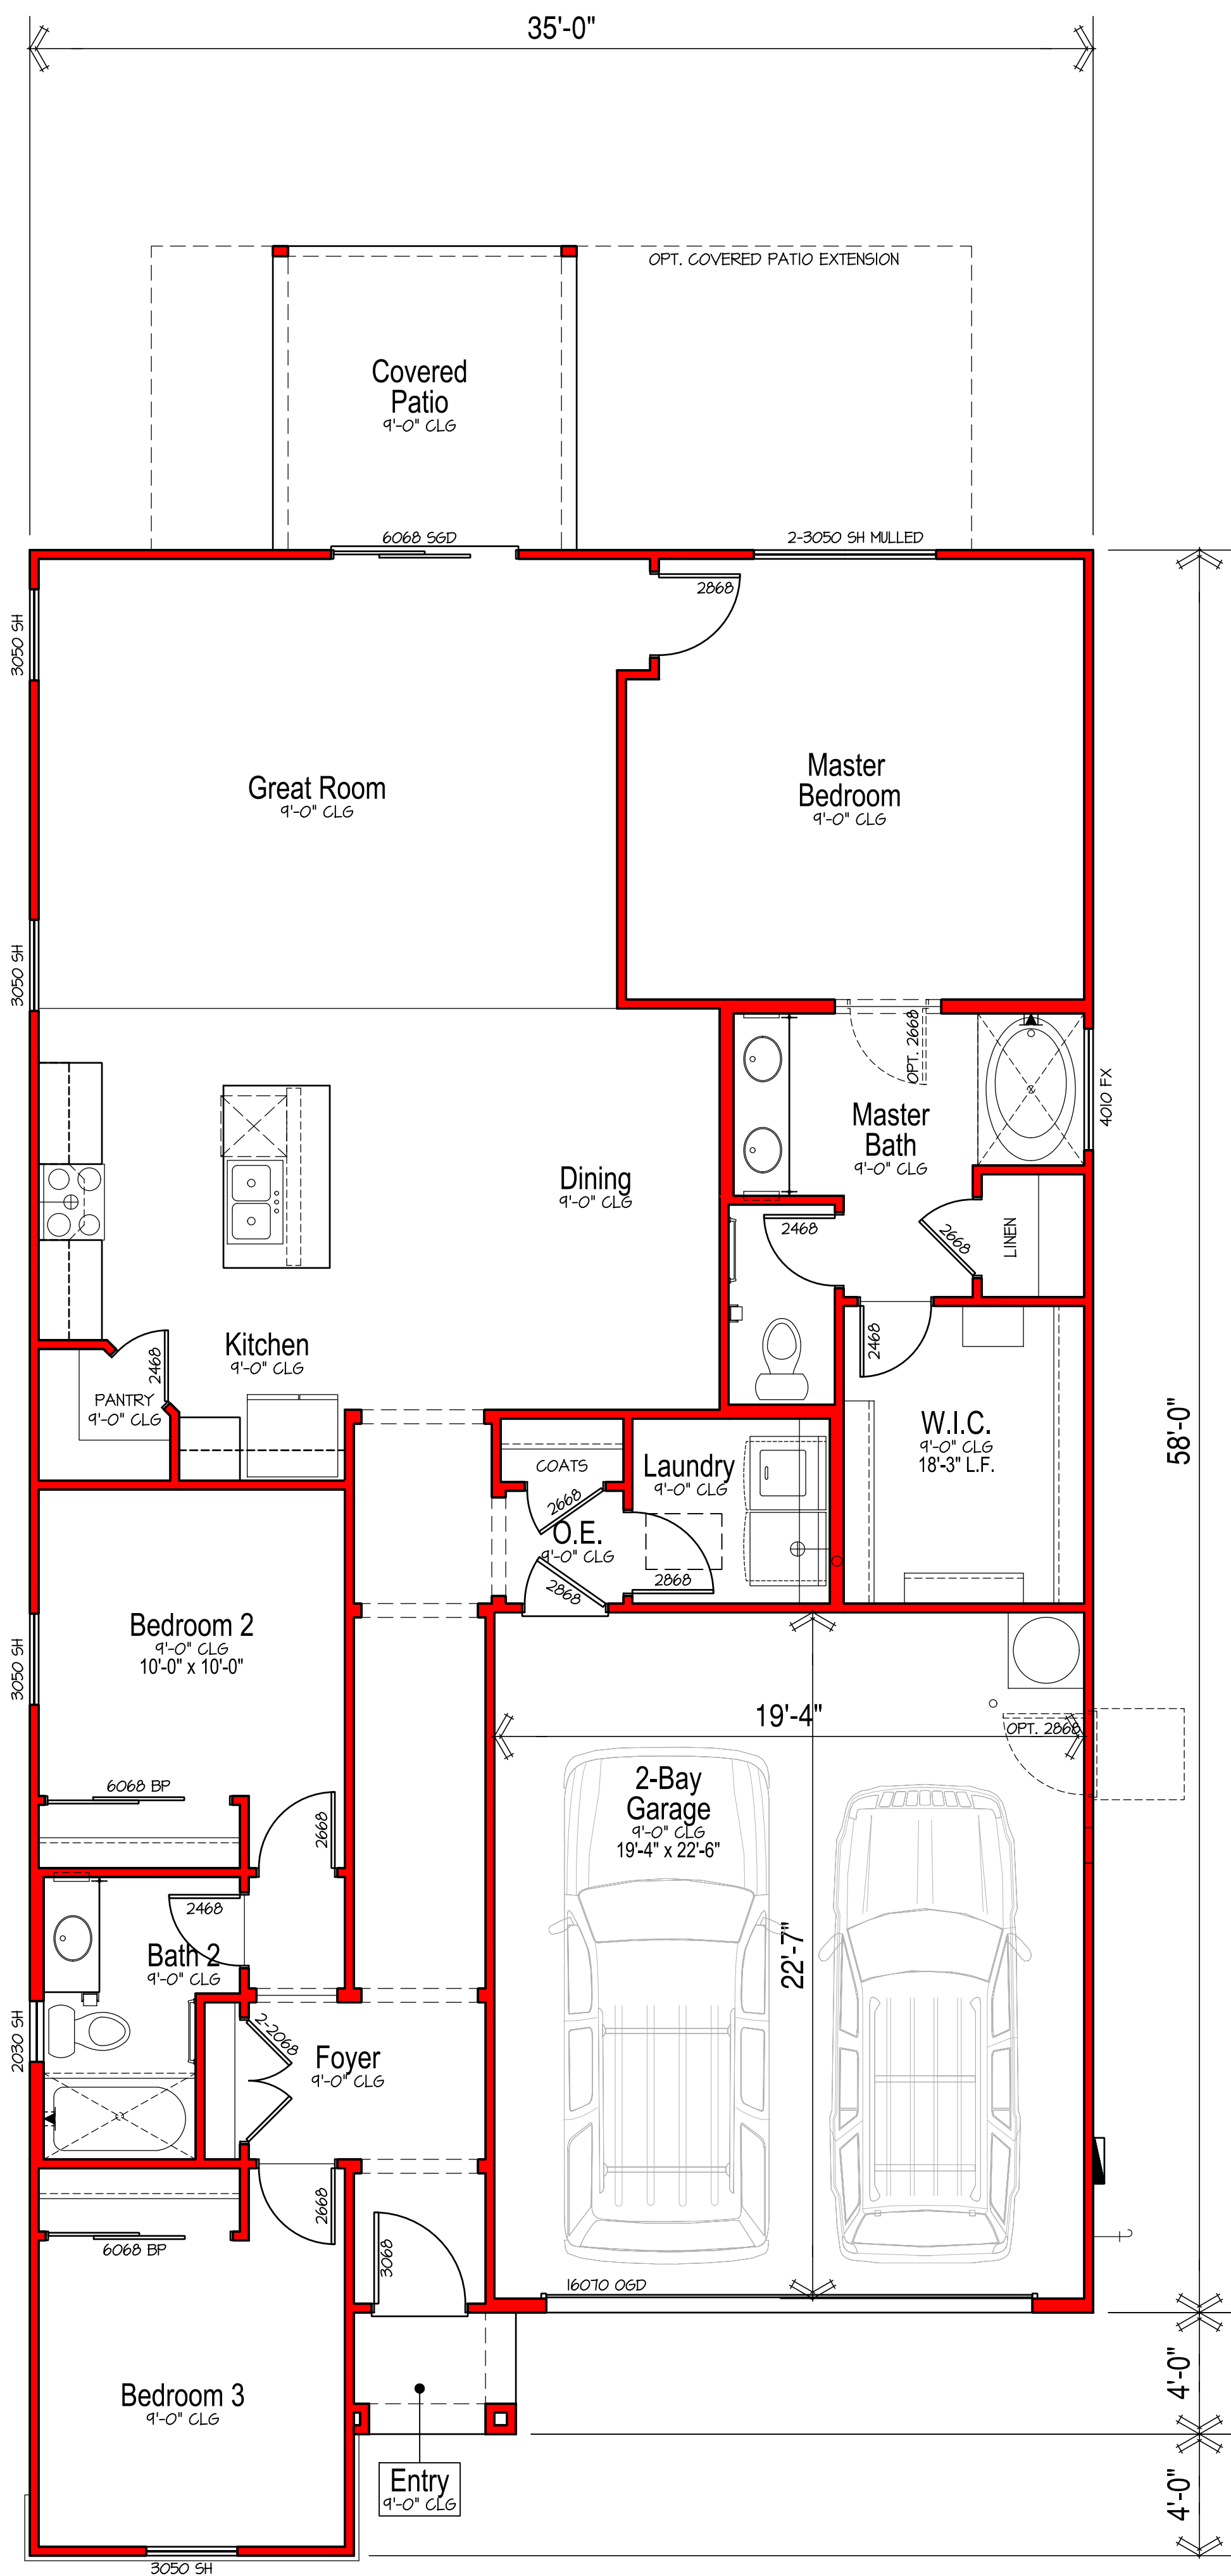 35'-0"
OPT. COVERED PATIO EXTENSION
Covered
Patio
9'-0" CLG
6068 SGD
2-3050 SH MULLED
2868
3050 SH
Great Room
9'-0" CLG
Master
Bedroom
9'-0" CLG
3050 SH
OPT. 2668
4010 FX
Master
Bath
9'-0" CLG
Dining
9'-0" CLG
2468
2668
LINEN
Kitchen
9'-0" CLG
2468
2468
PANTRY
9'-0" CLG
W.I.C.
9'-0" CLG
18'-3" L.F.
58'-0"
COATS
Laundry
9'-0" CLG
2668
O.E.
9'-0" CLG
2868
2868
Bedroom 2
9'-0" CLG
10'-0" x 10'-0"
3050 SH
19'-4"
OPT. 2868
6068 BP
2668
2-Bay
Garage
9'-0" CLG
19'-4" x 22'-6"
2468
Bath 2
9'-0" CLG
22'-7"
2030 SH
2-2068
Foyer
9'-0" CLG
2668
6068 BP
3068
16070 OGD
4'-0"
Bedroom 3
9'-0" CLG
Entry
9'-0" CLG
4'-0"
3050 SH